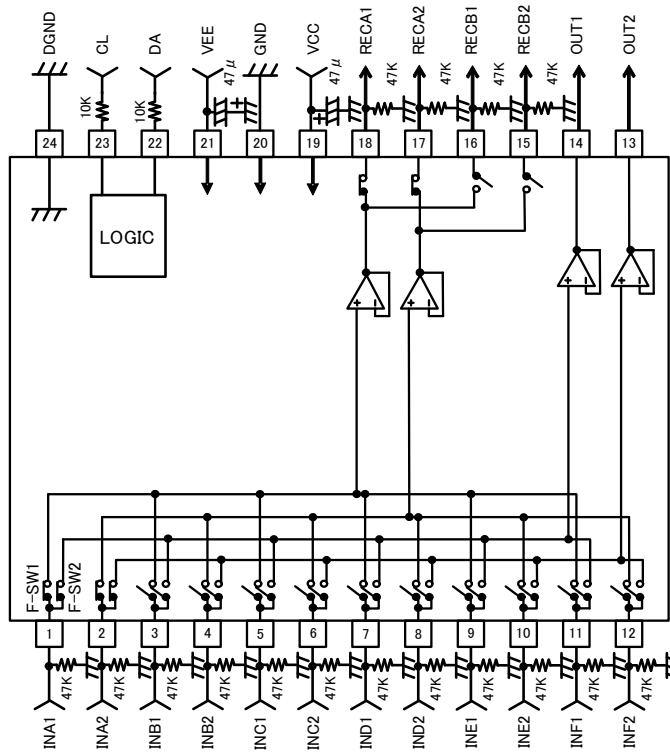 DGND
CL
DA
VEE
GND
VCC
RECA1
RECA2
RECB1
RECB2
OUT1
OUT2
10K
10K
47μ
+
47μ
+
47K
47K
47K
47K
24
23
22
21
20
19
18
17
16
15
14
13
LOGIC
+ -
+ -
+ -
+ -
F-SW1
F-SW2
1
2
3
4
5
6
7
8
9
10
11
12
47K
47K
47K
47K
47K
47K
47K
47K
47K
47K
47K
47K
INA1
INA2
INB1
INB2
INC1
INC2
IND1
IND2
INE1
INE2
INF1
INF2